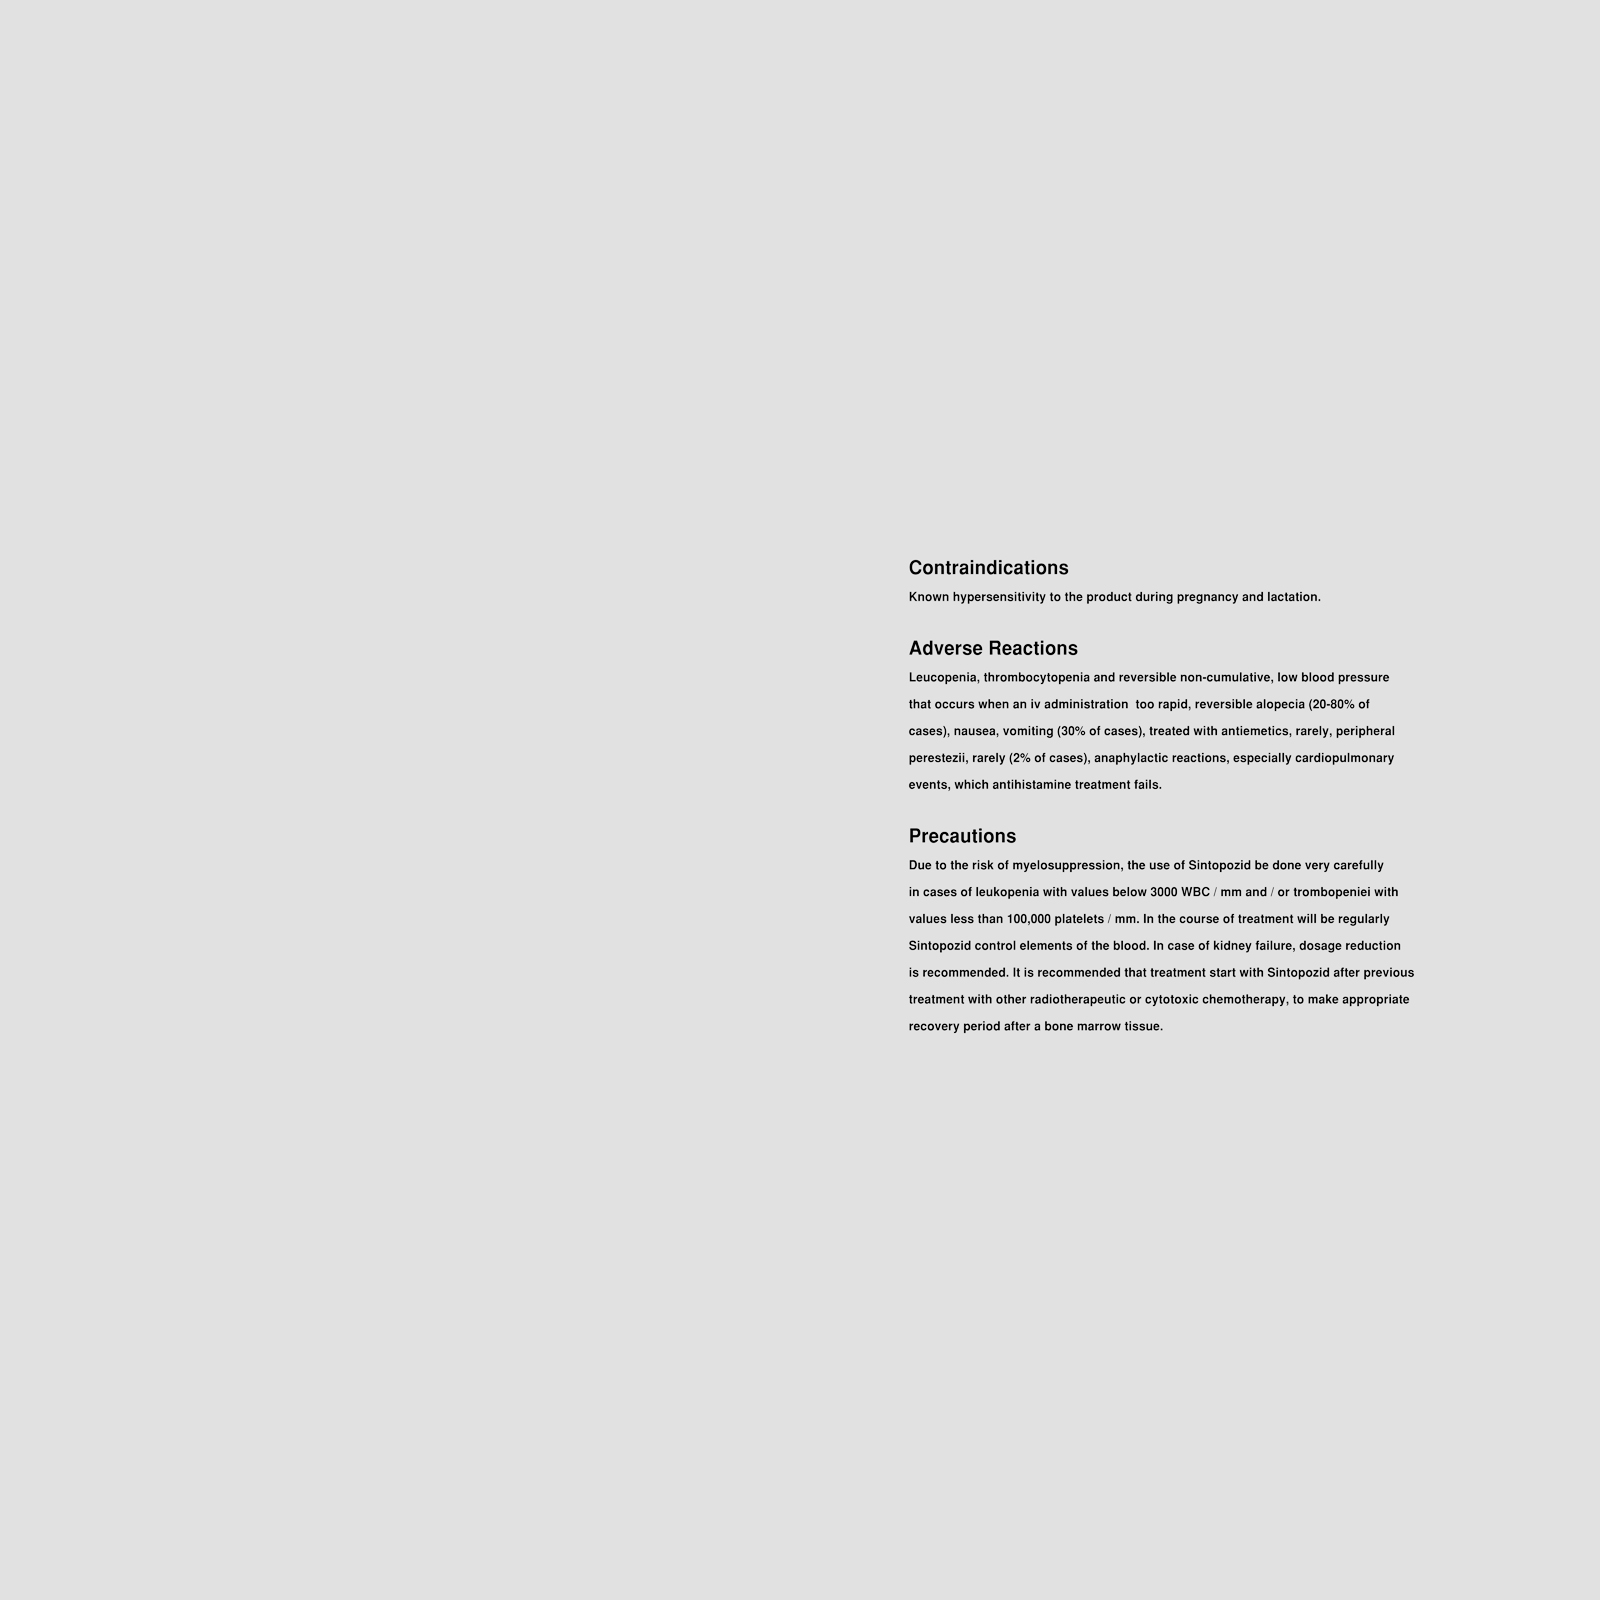 Contraindications
Known hypersensitivity to the product during pregnancy and lactation.
Adverse Reactions
Leucopenia, thrombocytopenia and reversible non-cumulative, low blood pressure
that occurs when an iv administration  too rapid, reversible alopecia (20-80% of
cases), nausea, vomiting (30% of cases), treated with antiemetics, rarely, peripheral
perestezii, rarely (2% of cases), anaphylactic reactions, especially cardiopulmonary
events, which antihistamine treatment fails.
Precautions
Due to the risk of myelosuppression, the use of Sintopozid be done very carefully
in cases of leukopenia with values below 3000 WBC / mm and / or trombopeniei with
values less than 100,000 platelets / mm. In the course of treatment will be regularly
Sintopozid control elements of the blood. In case of kidney failure, dosage reduction
is recommended. It is recommended that treatment start with Sintopozid after previous
treatment with other radiotherapeutic or cytotoxic chemotherapy, to make appropriate
recovery period after a bone marrow tissue.